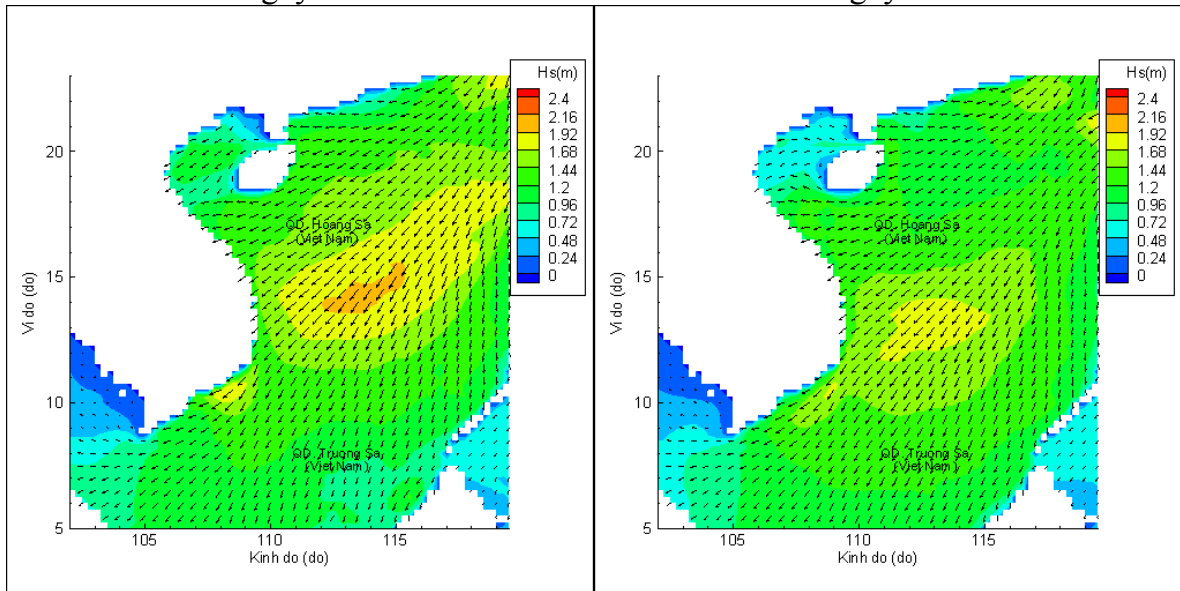 Hs(m)
2.4
2.16
1.92
1.68
1.44
1.2
0.96
0.72
0.48
0.24
0
20
15
10
5
Vi do (do)
QD. Hoang Sa
(Viet Nam)
QD. Truong Sa
(Viet Nam)
105
110
115
Kinh do (do)
Hs(m)
2.4
2.16
1.92
1.68
1.44
1.2
0.96
0.72
0.48
0.24
0
20
15
10
5
Vi do (do)
QD. Hoang Sa
(Viet Nam)
QD. Truong Sa
(Viet Nam)
105
110
115
Kinh do (do)